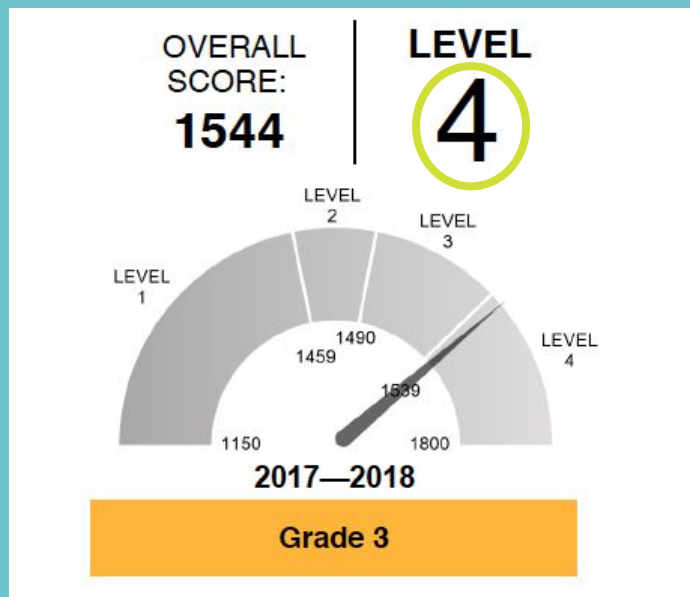 OVERALL
SCORE:
1544
LEVEL
4
LEVEL
1
LEVEL
2
LEVEL
3
LEVEL
4
1150
1459
1490
1539
1800
2017—2018
Grade 3